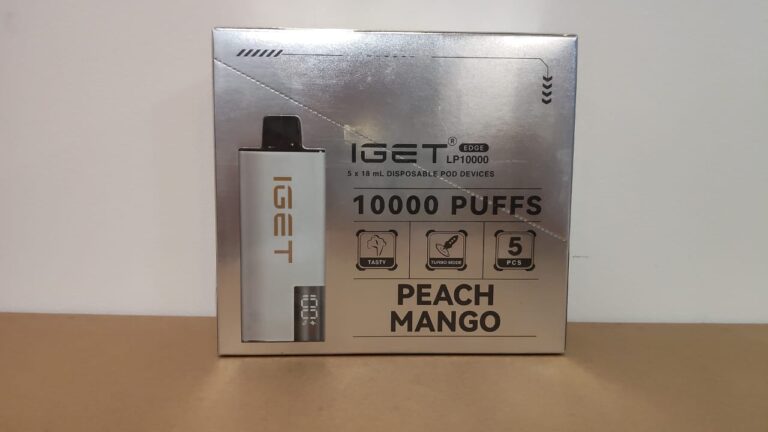 IGET® EDGE
LP10000
5 x 18 mL DISPOSABLE POD DEVICES
10000 PUFFS
TASTY
TURBO MODE
5
PCS
PEACH
MANGO
IGET
100%